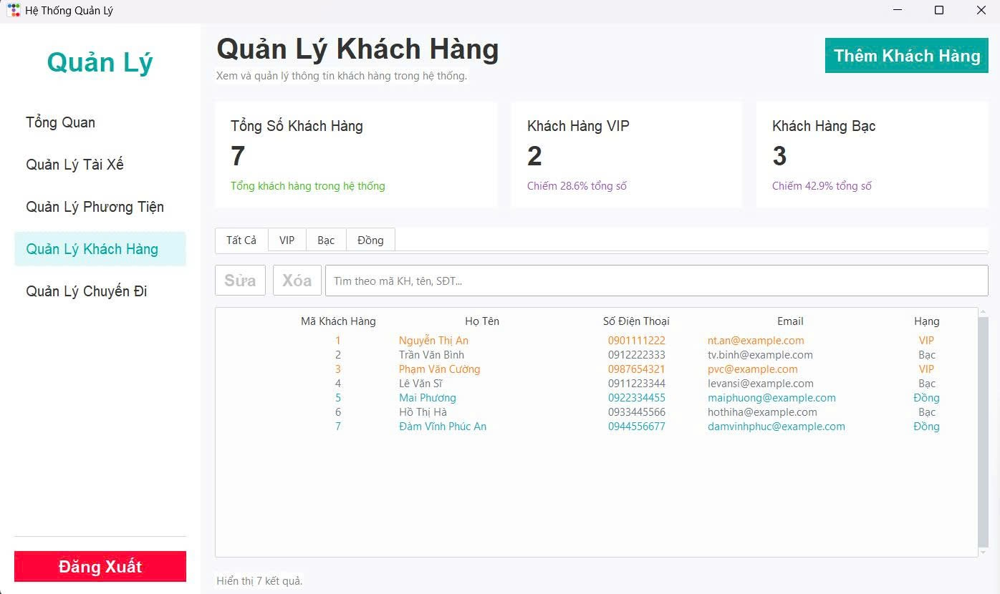 Hệ Thống Quản Lý
Quản Lý
Tổng Quan
Quản Lý Tài Xế
Quản Lý Phương Tiện
Quản Lý Khách Hàng
Quản Lý Chuyến Đi
Đăng Xuất
Quản Lý Khách Hàng
Xem và quản lý thông tin khách hàng trong hệ thống.
Thêm Khách Hàng
Tổng Số Khách Hàng
7
Tổng khách hàng trong hệ thống
Khách Hàng VIP
2
Chiếm 28.6% tổng số
Khách Hàng Bạc
3
Chiếm 42.9% tổng số
Tất Cả VIP Bạc Đồng
Sửa Xóa Tìm theo mã KH, tên, SĐT...
Mã Khách Hàng Họ Tên Số Điện Thoại Email Hạng
1 Nguyễn Thị An 0901111222 nt.an@example.com VIP
2 Trần Văn Bình 0912222333 tv.binh@example.com Bạc
3 Phạm Văn Cường 0987654321 pvc@example.com VIP
4 Lê Văn Sĩ 0911223344 levansi@example.com Bạc
5 Mai Phương 0922334455 maiphuong@example.com Đồng
6 Hồ Thị Hà 0933445566 hothiha@example.com Bạc
7 Đàm Vĩnh Phúc An 0944556677 damvinhphuc@example.com Đồng
Hiển thị 7 kết quả.